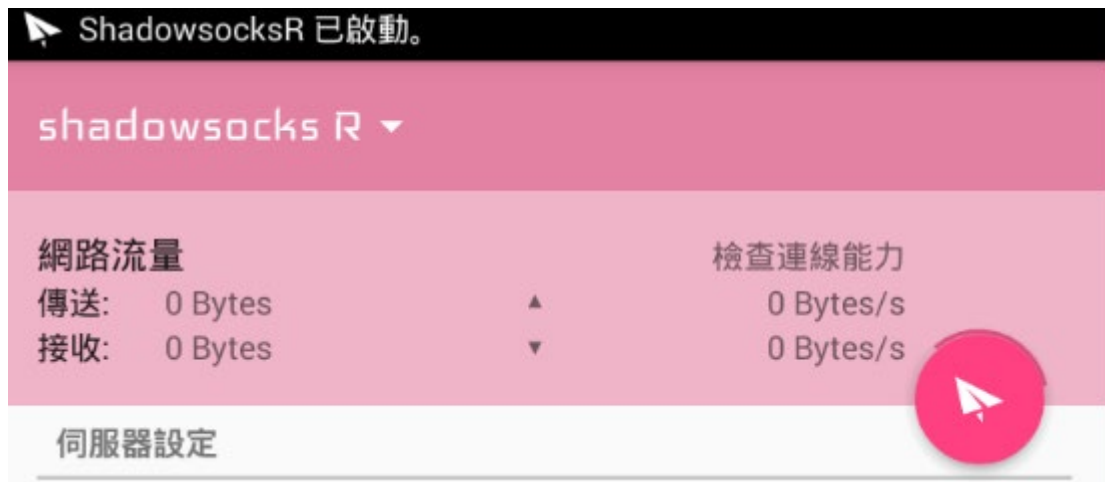 ShadowsocksR 已啟動。
shadowsocks R
網路流量 檢查連線能力
傳送: 0 Bytes ▲ 0 Bytes/s
接收: 0 Bytes ▼ 0 Bytes/s
伺服器設定